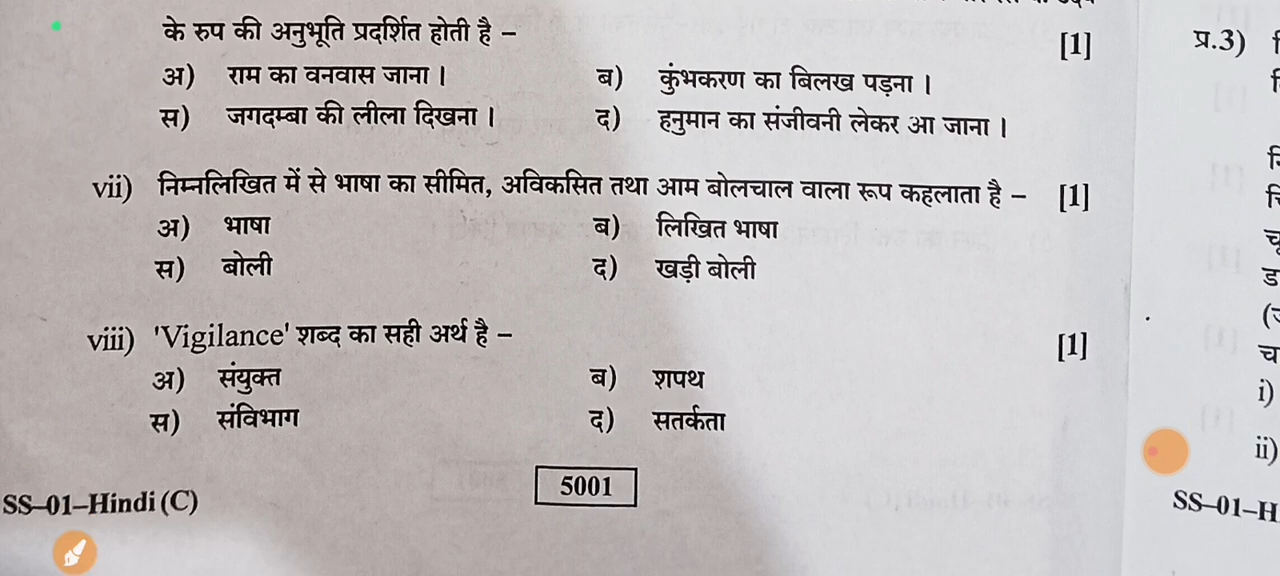 के रुप की अनुभूति प्रदर्शित होती है – [1]
अ) राम का वनवास जाना । ब) कुंभकरण का बिलख पड़ना ।
स) जगदम्बा की लीला दिखना । द) हनुमान का संजीवनी लेकर आ जाना ।
vii) निम्नलिखित में से भाषा का सीमित, अविकसित तथा आम बोलचाल वाला रूप कहलाता है – [1]
अ) भाषा ब) लिखित भाषा
स) बोली द) खड़ी बोली
viii) 'Vigilance' शब्द का सही अर्थ है – [1]
अ) संयुक्त ब) शपथ
स) संविभाग द) सतर्कता
SS–01–Hindi (C) 5001
प्र.3)
i)
ii)
SS–01–H